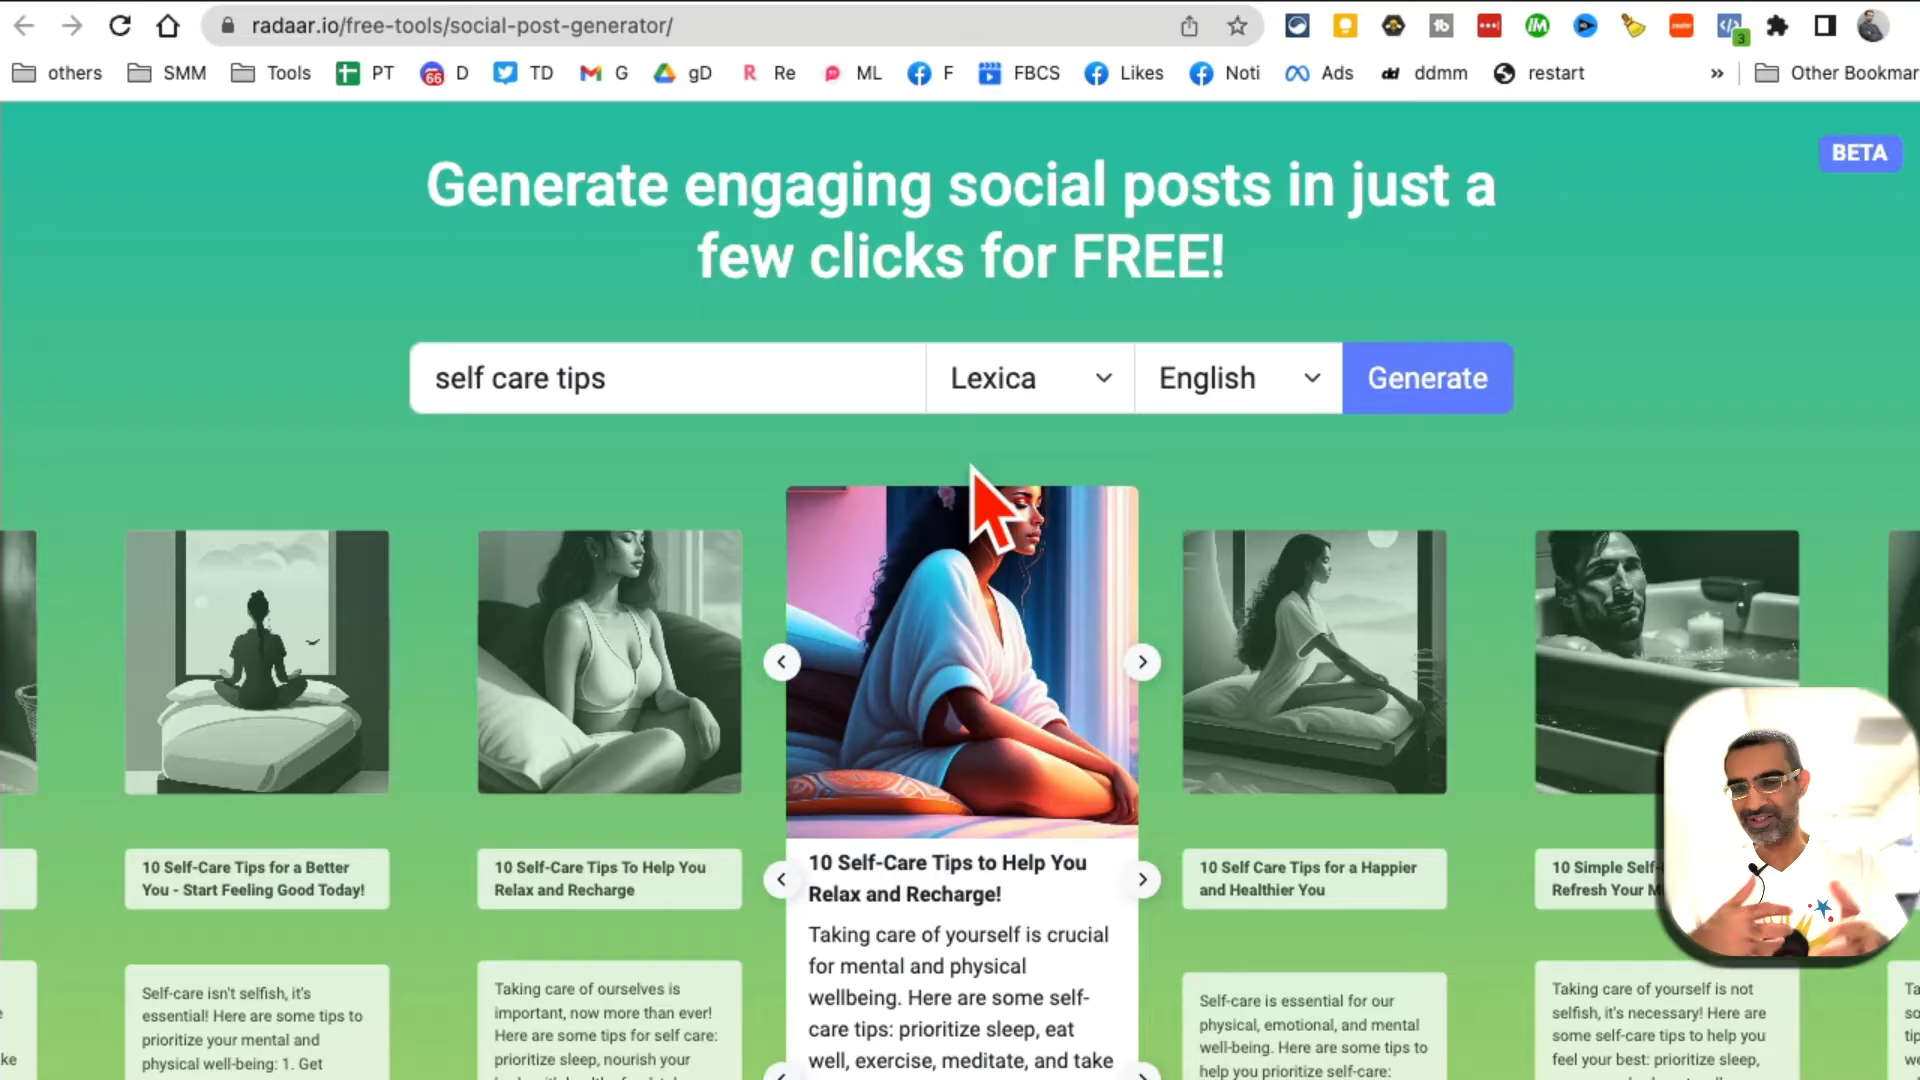 radaar.io/free-tools/social-post-generator/
3
others SMM Tools PT 66 D TD G gD R Re ML F FBCS Likes Noti Ads dd ddmm restart » Other Bookmar
BETA
Generate engaging social posts in just a
few clicks for FREE!
self care tips Lexica English Generate
10 Self-Care Tips for a Better
You - Start Feeling Good Today!
Self-care isn't selfish, it's
essential! Here are some tips to
prioritize your mental and
physical well-being: 1. Get
10 Self-Care Tips To Help You
Relax and Recharge
Taking care of ourselves is
important, now more than ever!
Here are some tips for self care:
prioritize sleep, nourish your
10 Self-Care Tips to Help You
Relax and Recharge!
Taking care of yourself is crucial
for mental and physical
wellbeing. Here are some self-
care tips: prioritize sleep, eat
well, exercise, meditate, and take
10 Self Care Tips for a Happier
and Healthier You
Self-care is essential for our
physical, emotional, and mental
well-being. Here are some tips to
help you prioritize self-care:
10 Simple Self-
Refresh Your M
Taking care of yourself is not
selfish, it's necessary! Here are
some self-care tips to help you
feel your best: prioritize sleep,